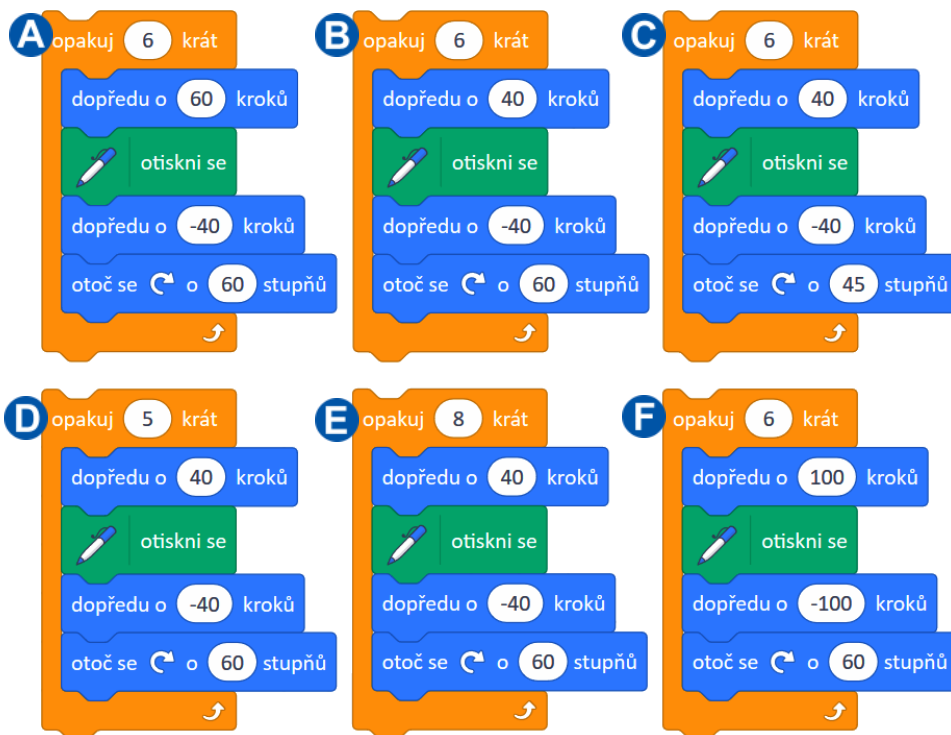 A opakuj 6 krát
dopředu o 60 kroků
otiskni se
dopředu o -40 kroků
otoč se o 60 stupňů
B opakuj 6 krát
dopředu o 40 kroků
otiskni se
dopředu o -40 kroků
otoč se o 60 stupňů
C opakuj 6 krát
dopředu o 40 kroků
otiskni se
dopředu o -40 kroků
otoč se o 45 stupňů
D opakuj 5 krát
dopředu o 40 kroků
otiskni se
dopředu o -40 kroků
otoč se o 60 stupňů
E opakuj 8 krát
dopředu o 40 kroků
otiskni se
dopředu o -40 kroků
otoč se o 60 stupňů
F opakuj 6 krát
dopředu o 100 kroků
otiskni se
dopředu o -100 kroků
otoč se o 60 stupňů